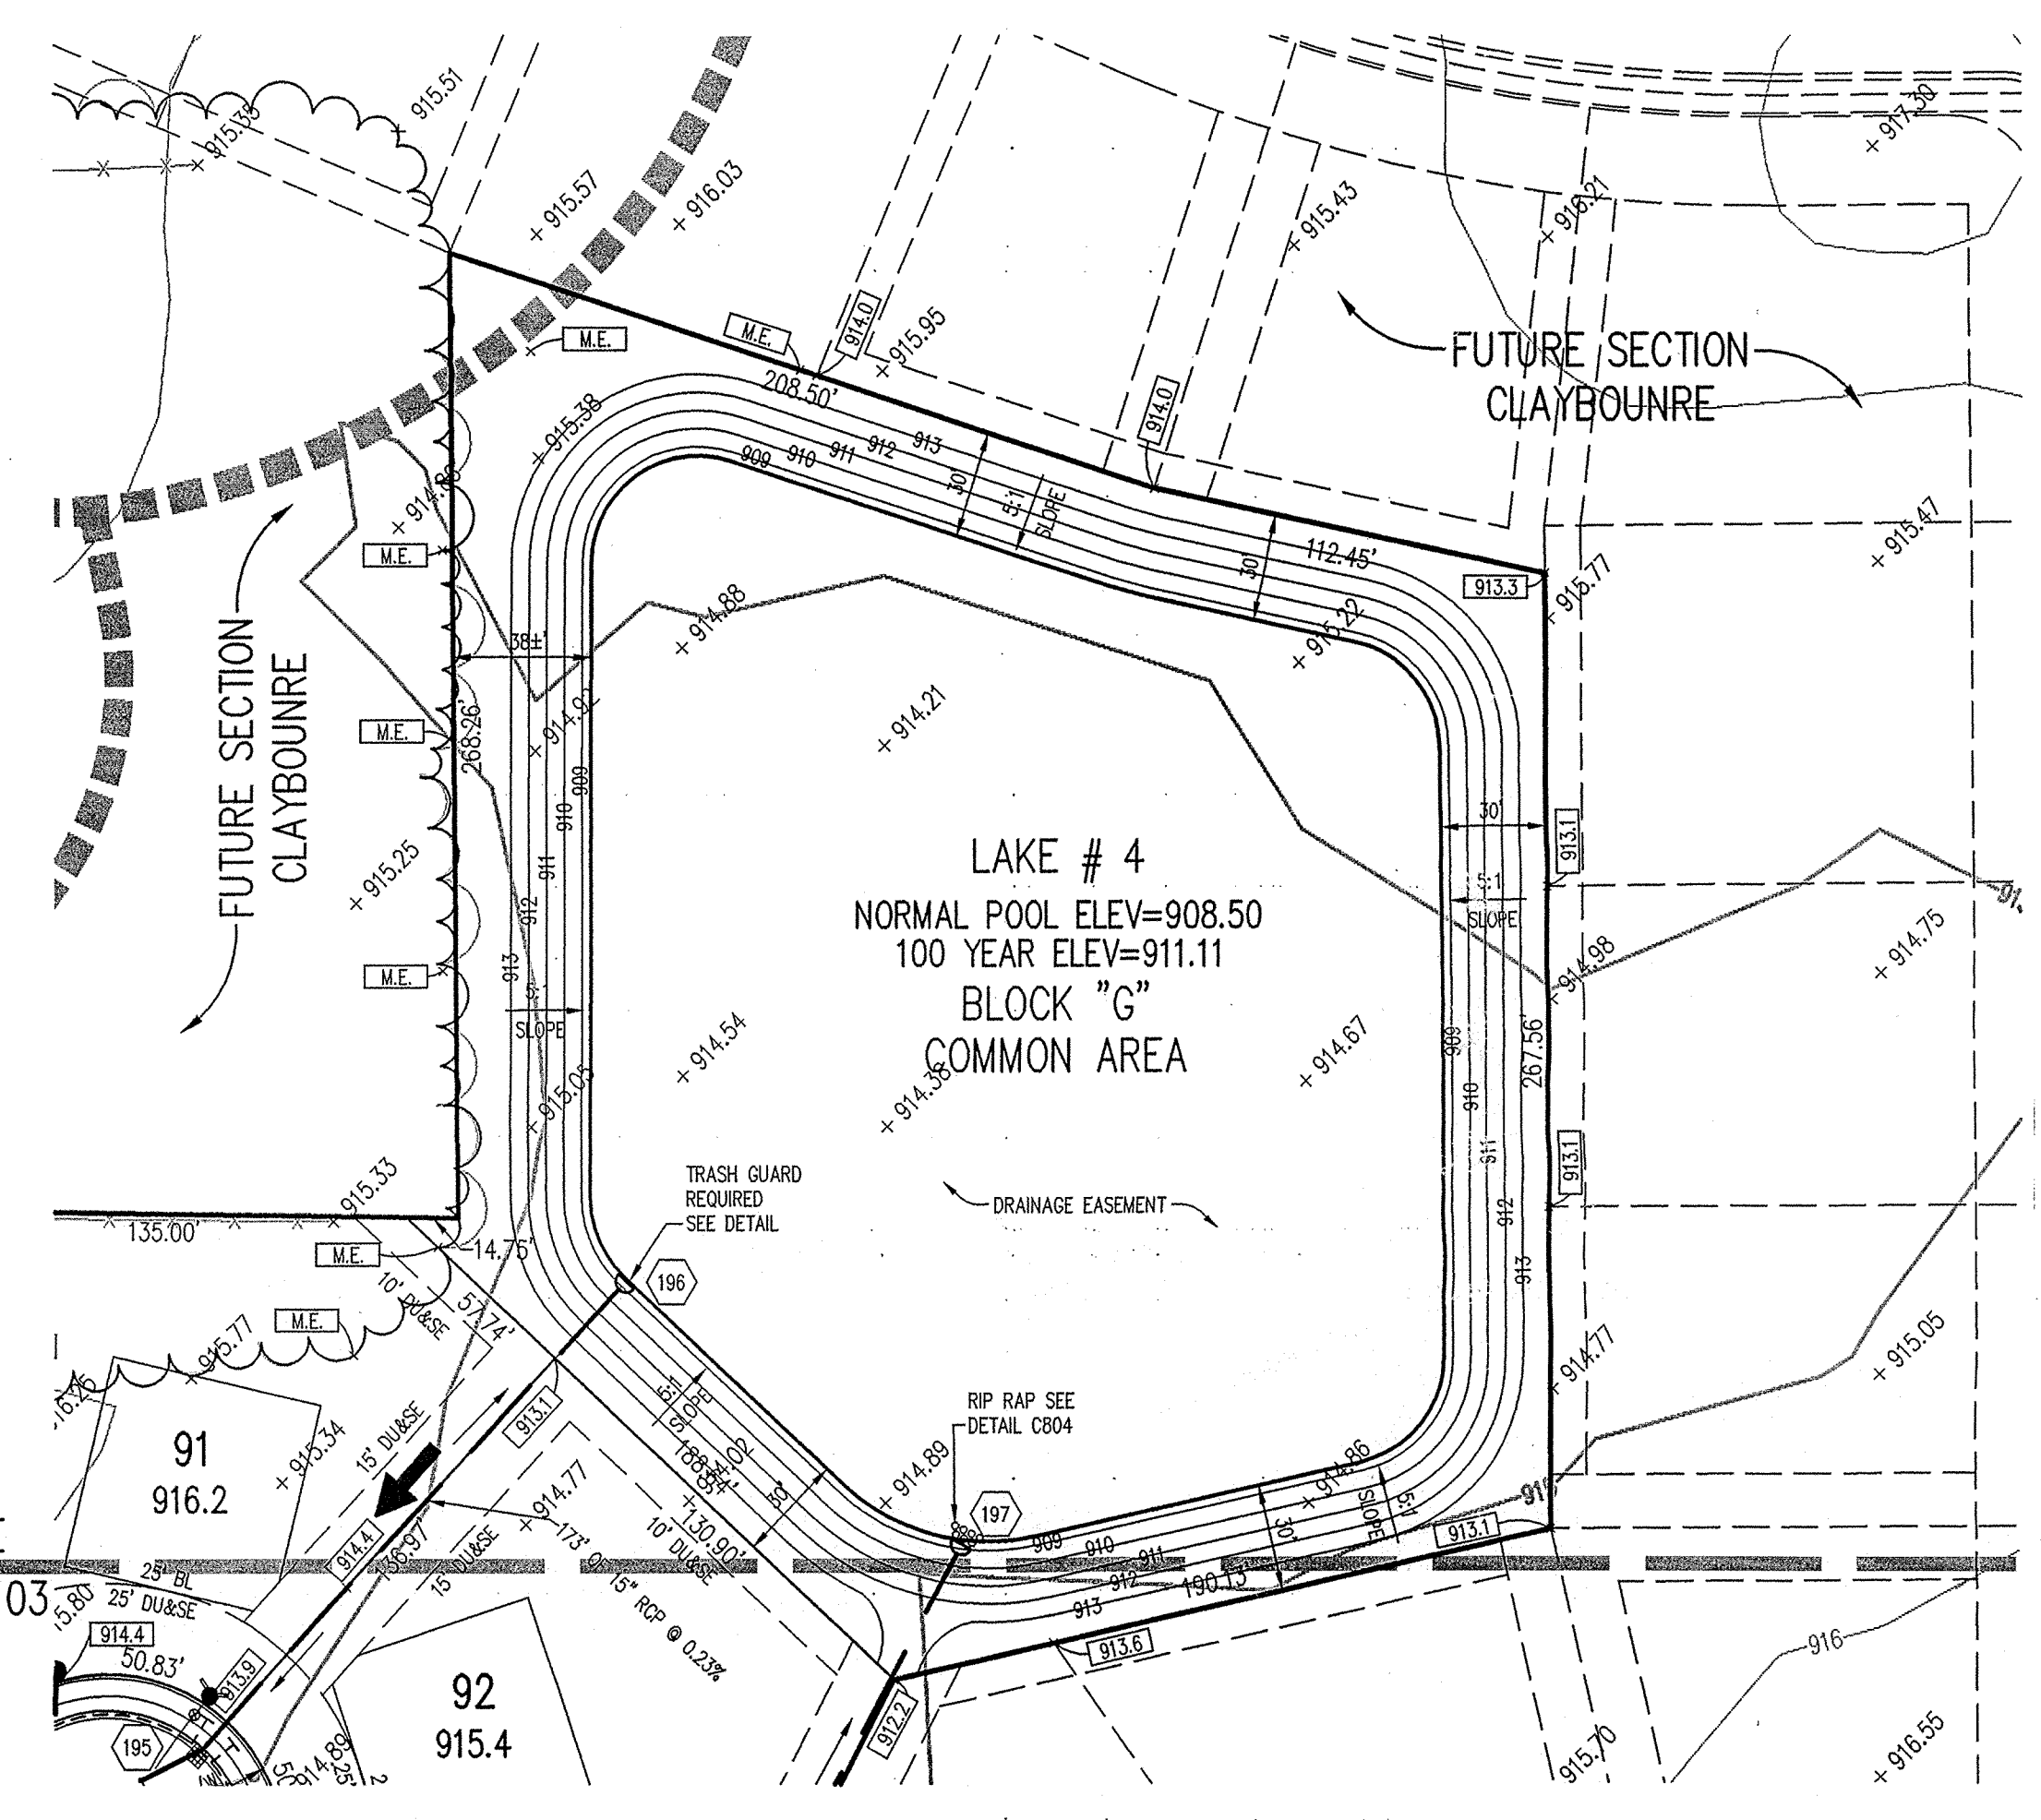 915.51
915.35
917.30
915.57
916.03
915.43
916.21
M.E.
M.E.
914.0
915.95
208.50'
FUTURE SECTION
CLAYBOUNRE
914.0
915.38
913
912
911
910
909
30'
5:1
SLOPE
30'
112.45'
913.3
915.77
915.47
M.E.
914.88
915.22
38±'
FUTURE SECTION
CLAYBOUNRE
M.E.
268.26'
914.92
914.21
909
910
911
912
913
915.25
M.E.
5:1
SLOPE
LAKE # 4
NORMAL POOL ELEV=908.50
100 YEAR ELEV=911.11
BLOCK "G"
COMMON AREA
30'
913.1
5:1
SLOPE
914.98
914.75
914.54
914.38
914.67
909
910
911
912
913
267.56'
915.05
913.1
915.33
135.00'
M.E.
14.75'
TRASH GUARD
REQUIRED
SEE DETAIL
196
DRAINAGE EASEMENT
10' DU&SE
57.74'
M.E.
915.77
91
916.2
915.34
15' DU&SE
913.1
5:1
SLOPE
30'
914.89
RIP RAP SEE
DETAIL C804
197
914.86
914.77
915.05
913.1
5:1
SLOPE
30'
909
910
911
912
913
190.13'
913.6
914.77
130.90'
10' DU&SE
173' OF 15" RCP @ 0.23%
15' DU&SE
136.97'
914.4
25' BL
25' DU&SE
03
914.4
50.83'
913.9
195
92
915.4
914.89
912.2
916
915.70
916.55